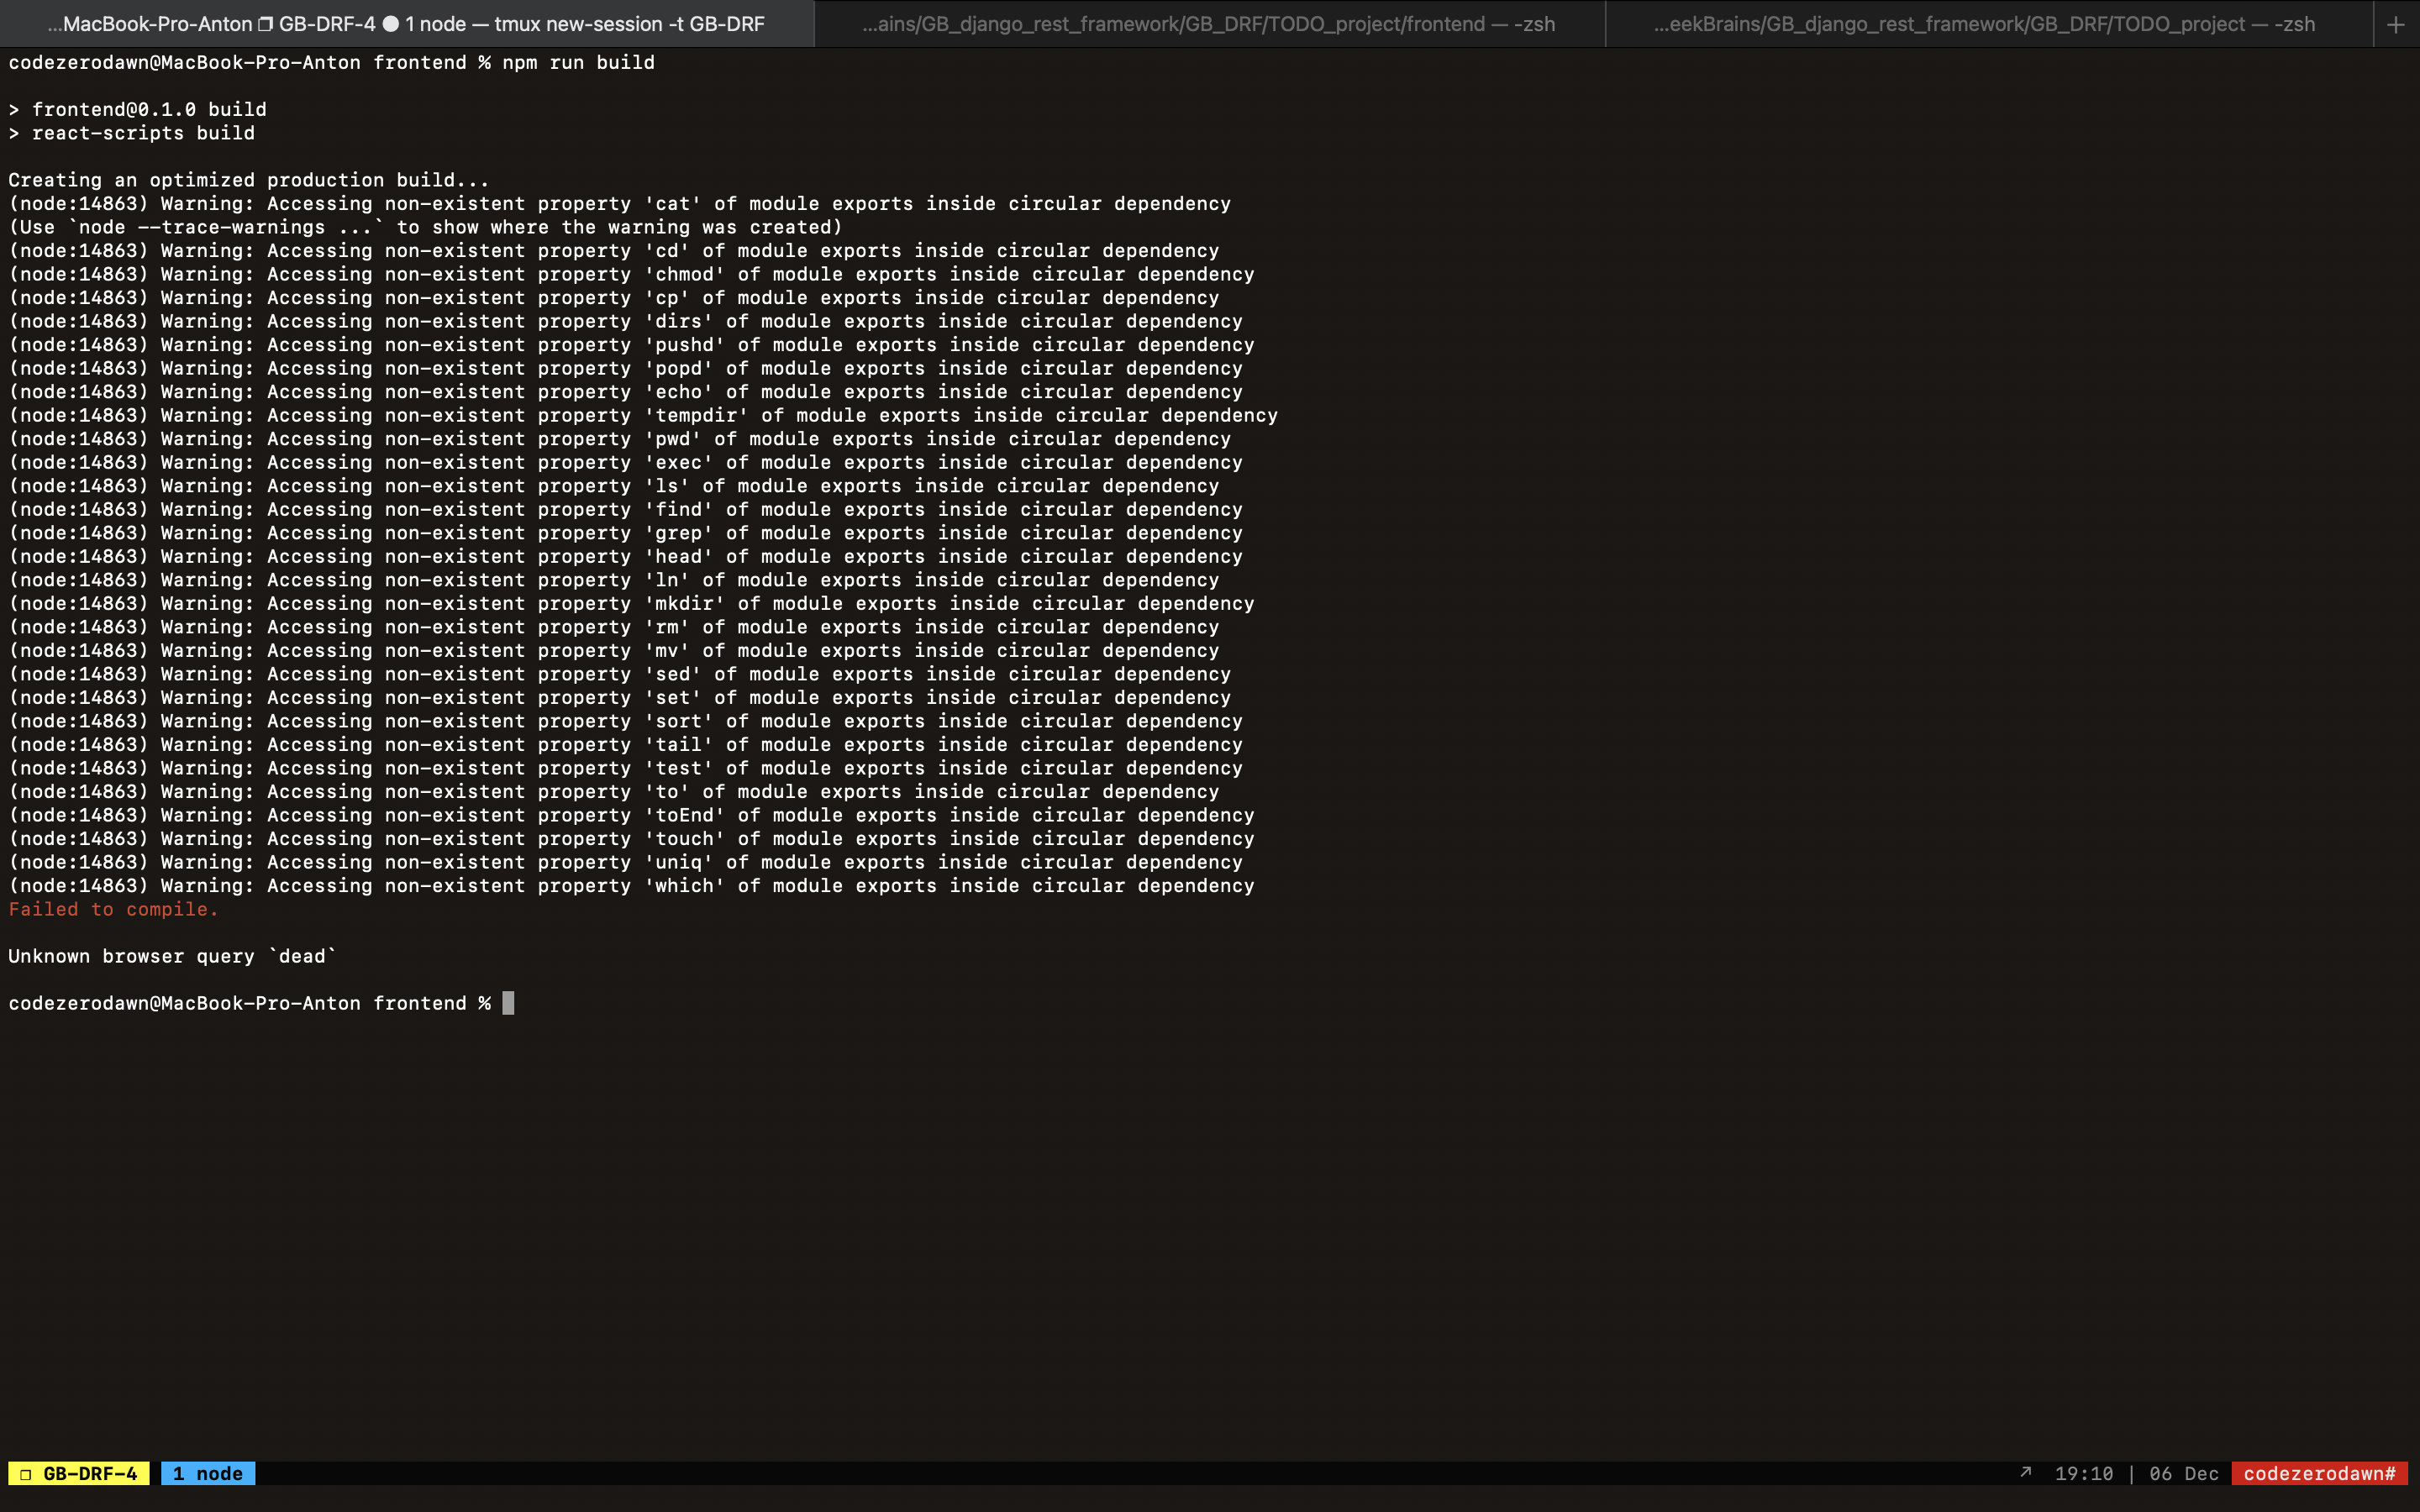 ...MacBook-Pro-Anton ❐ GB-DRF-4 ● 1 node — tmux new-session -t GB-DRF
...ains/GB_django_rest_framework/GB_DRF/TODO_project/frontend — -zsh
...eekBrains/GB_django_rest_framework/GB_DRF/TODO_project — -zsh
+
codezerodawn@MacBook-Pro-Anton frontend % npm run build
> frontend@0.1.0 build
> react-scripts build
Creating an optimized production build...
(node:14863) Warning: Accessing non-existent property 'cat' of module exports inside circular dependency
(Use `node --trace-warnings ...` to show where the warning was created)
(node:14863) Warning: Accessing non-existent property 'cd' of module exports inside circular dependency
(node:14863) Warning: Accessing non-existent property 'chmod' of module exports inside circular dependency
(node:14863) Warning: Accessing non-existent property 'cp' of module exports inside circular dependency
(node:14863) Warning: Accessing non-existent property 'dirs' of module exports inside circular dependency
(node:14863) Warning: Accessing non-existent property 'pushd' of module exports inside circular dependency
(node:14863) Warning: Accessing non-existent property 'popd' of module exports inside circular dependency
(node:14863) Warning: Accessing non-existent property 'echo' of module exports inside circular dependency
(node:14863) Warning: Accessing non-existent property 'tempdir' of module exports inside circular dependency
(node:14863) Warning: Accessing non-existent property 'pwd' of module exports inside circular dependency
(node:14863) Warning: Accessing non-existent property 'exec' of module exports inside circular dependency
(node:14863) Warning: Accessing non-existent property 'ls' of module exports inside circular dependency
(node:14863) Warning: Accessing non-existent property 'find' of module exports inside circular dependency
(node:14863) Warning: Accessing non-existent property 'grep' of module exports inside circular dependency
(node:14863) Warning: Accessing non-existent property 'head' of module exports inside circular dependency
(node:14863) Warning: Accessing non-existent property 'ln' of module exports inside circular dependency
(node:14863) Warning: Accessing non-existent property 'mkdir' of module exports inside circular dependency
(node:14863) Warning: Accessing non-existent property 'rm' of module exports inside circular dependency
(node:14863) Warning: Accessing non-existent property 'mv' of module exports inside circular dependency
(node:14863) Warning: Accessing non-existent property 'sed' of module exports inside circular dependency
(node:14863) Warning: Accessing non-existent property 'set' of module exports inside circular dependency
(node:14863) Warning: Accessing non-existent property 'sort' of module exports inside circular dependency
(node:14863) Warning: Accessing non-existent property 'tail' of module exports inside circular dependency
(node:14863) Warning: Accessing non-existent property 'test' of module exports inside circular dependency
(node:14863) Warning: Accessing non-existent property 'to' of module exports inside circular dependency
(node:14863) Warning: Accessing non-existent property 'toEnd' of module exports inside circular dependency
(node:14863) Warning: Accessing non-existent property 'touch' of module exports inside circular dependency
(node:14863) Warning: Accessing non-existent property 'uniq' of module exports inside circular dependency
(node:14863) Warning: Accessing non-existent property 'which' of module exports inside circular dependency
Failed to compile.
Unknown browser query `dead`
codezerodawn@MacBook-Pro-Anton frontend %
❐ GB-DRF-4 1 node ↗ 19:10 | 06 Dec codezerodawn#